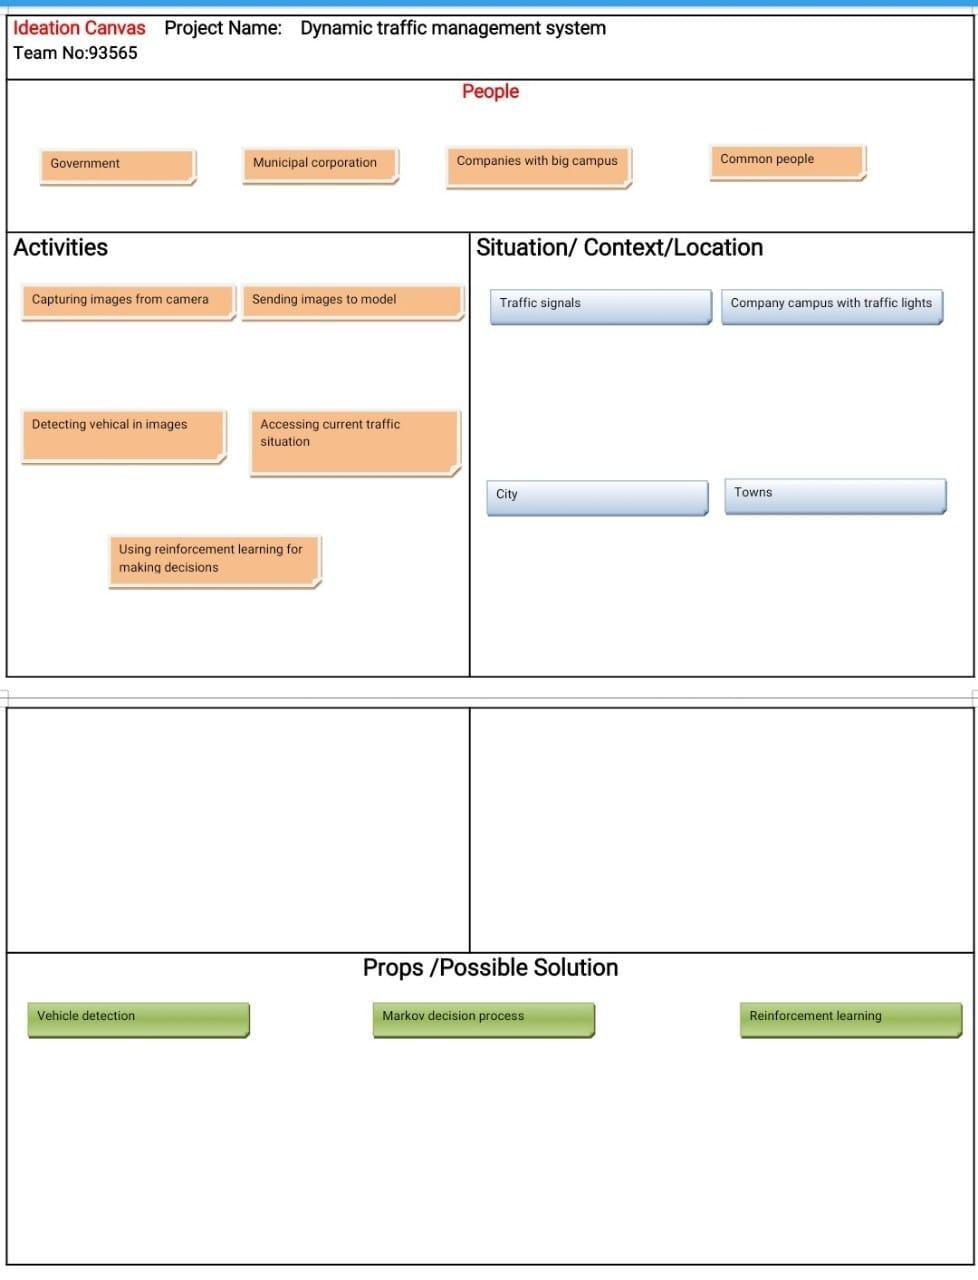 Ideation Canvas Project Name: Dynamic traffic management system
Team No:93565
People
Government
Municipal corporation
Companies with big campus
Common people
Activities
Capturing images from camera
Sending images to model
Detecting vehical in images
Accessing current traffic
situation
Using reinforcement learning for
making decisions
Situation/ Context/Location
Traffic signals
Company campus with traffic lights
City
Towns
Props /Possible Solution
Vehicle detection
Markov decision process
Reinforcement learning